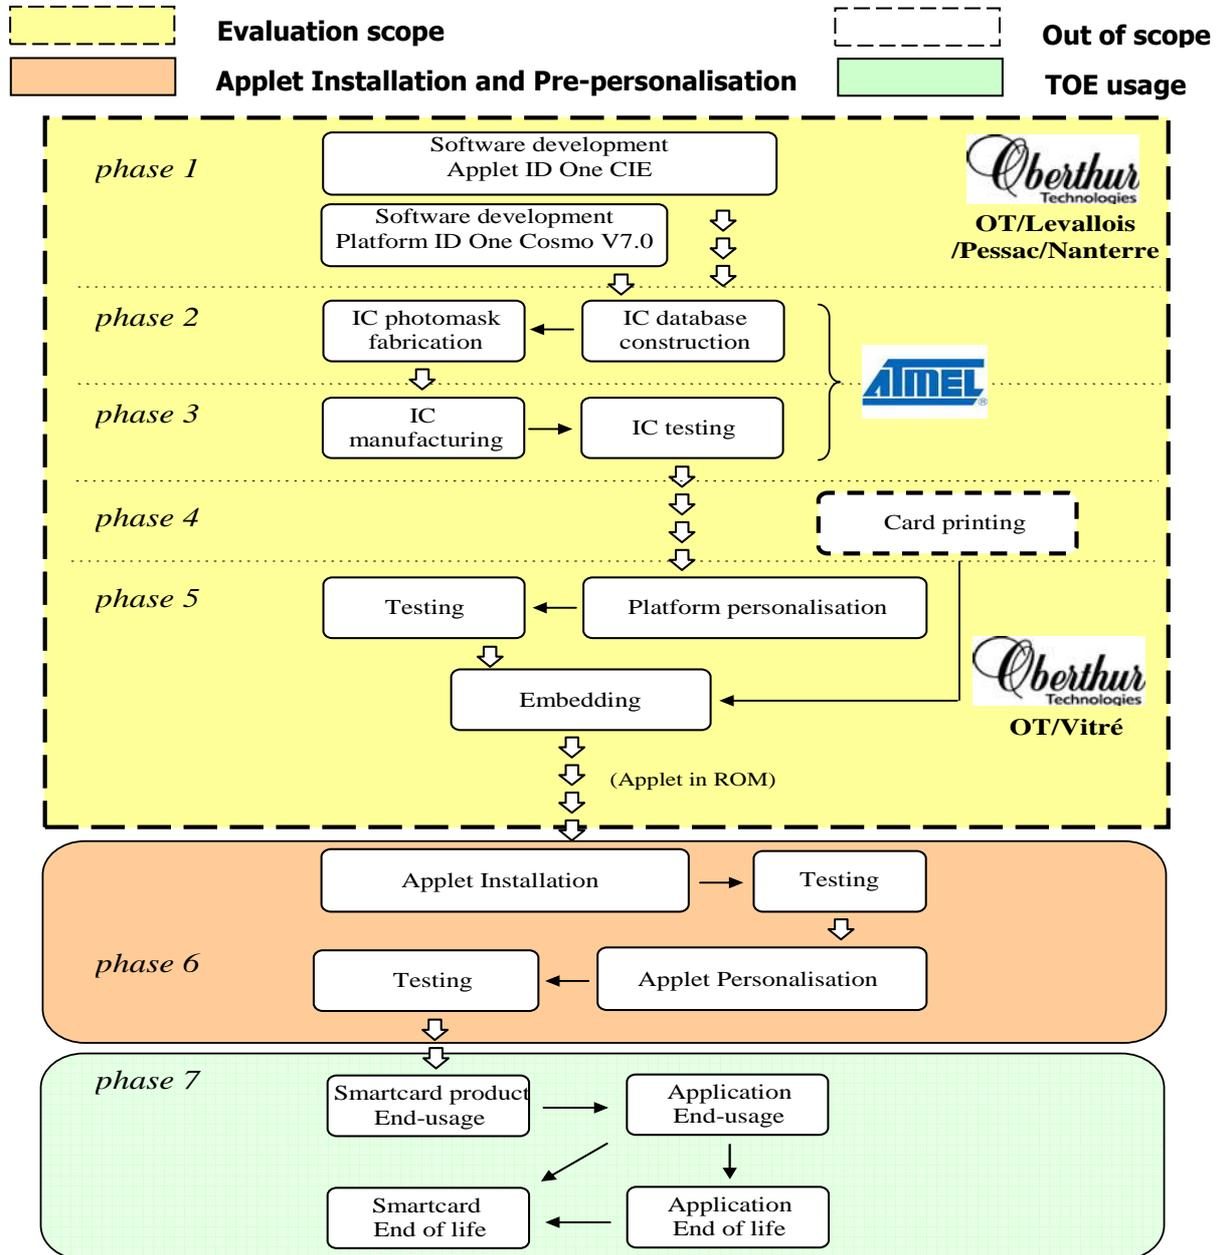 Evaluation scope
Out of scope
Applet Installation and Pre-personalisation
TOE usage
phase 1
Software development
Applet ID One CIE
Oberthur
Technologies
OT/Levallois
/Pessac/Nanterre
Software development
Platform ID One Cosmo V7.0
phase 2
IC photomask
fabrication
IC database
construction
ATMEL
®
phase 3
IC
manufacturing
IC testing
phase 4
Card printing
phase 5
Testing
Platform personalisation
Embedding
Oberthur
Technologies
OT/Vitré
(Applet in ROM)
Applet Installation
Testing
phase 6
Testing
Applet Personalisation
phase 7
Smartcard product
End-usage
Application
End-usage
Smartcard
End of life
Application
End of life